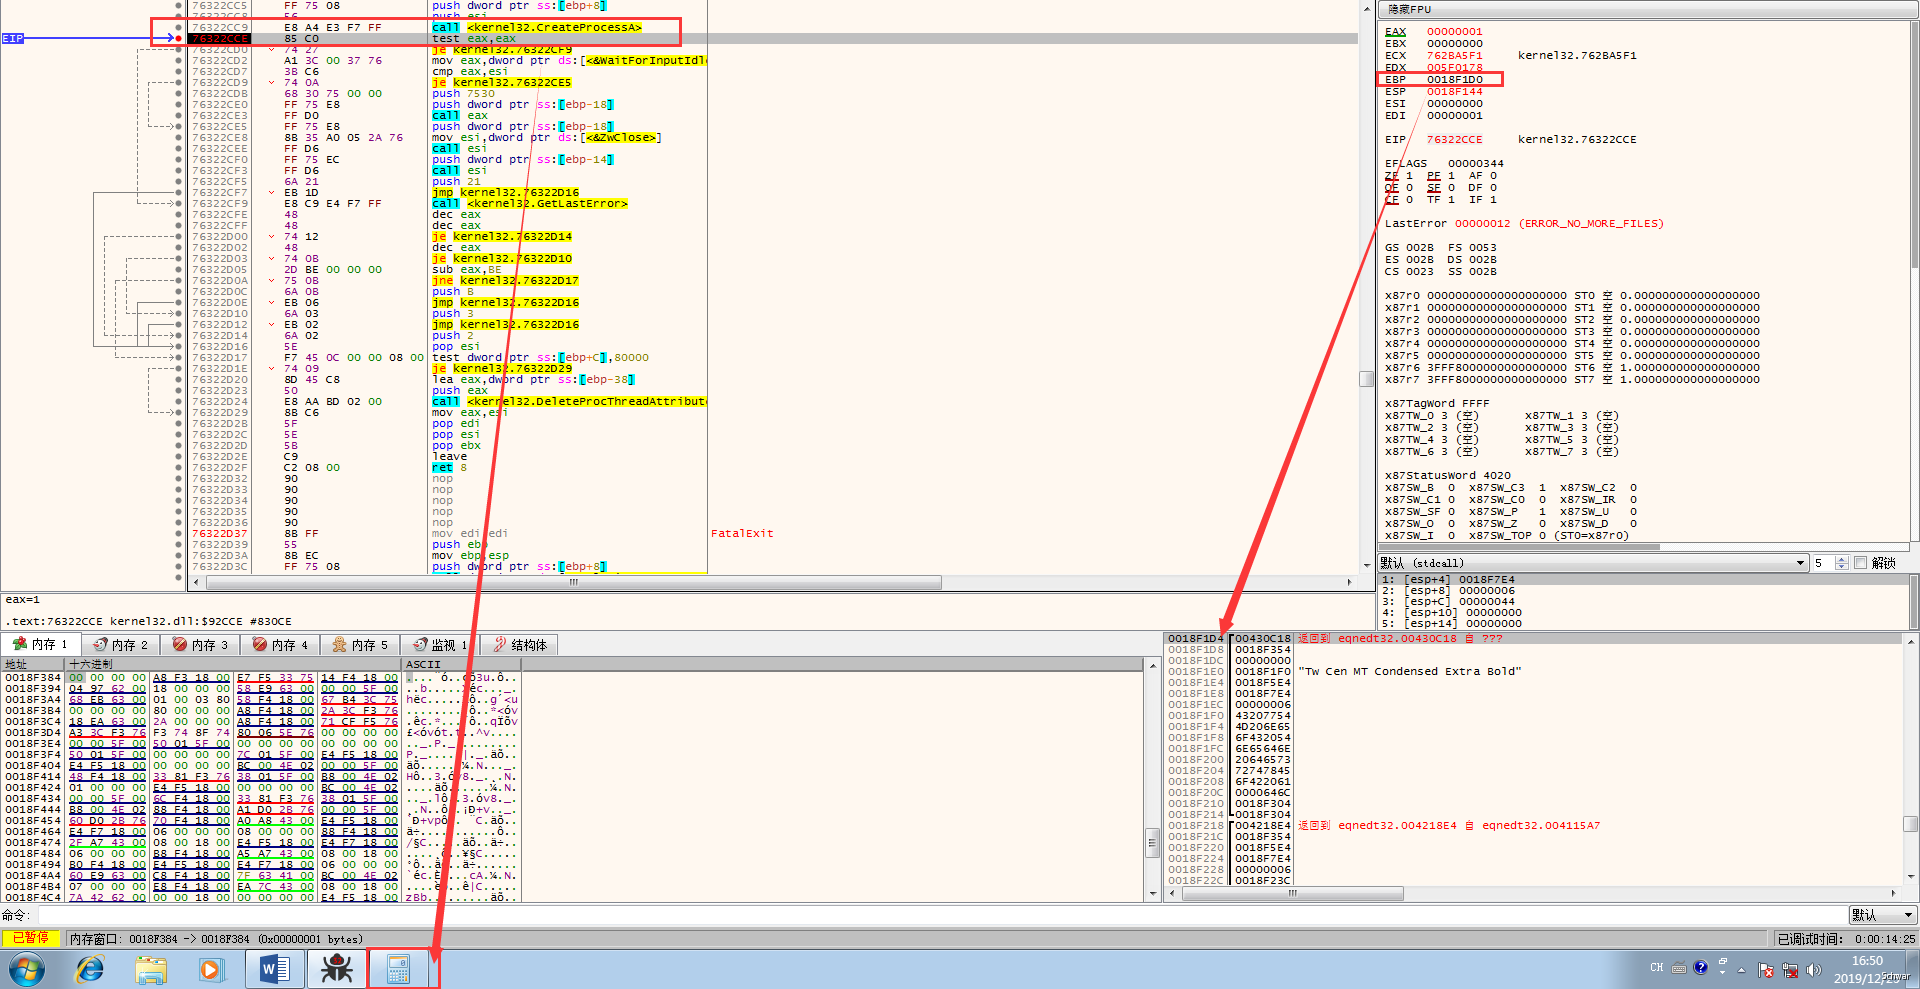 76322CC5 FF 75 08 push dword ptr ss:[ebp+8]
76322CC9 E8 A4 E3 F7 FF call <kernel32.CreateProcessA>
EIP 76322CCE 85 C0 test eax,eax
76322CD0 74 27 je kernel32.76322CF9
76322CD2 A1 3C 00 37 76 mov eax,dword ptr ds:[<&WaitForInputIdl
76322CD7 3B C6 cmp eax,esi
76322CD9 74 0A je kernel32.76322CE5
76322CDB 68 30 75 00 00 push 7530
76322CE0 FF 75 E8 push dword ptr ss:[ebp-18]
76322CE3 FF D0 call eax
76322CE5 FF 75 E8 push dword ptr ss:[ebp-18]
76322CE8 8B 35 A0 05 2A 76 mov esi,dword ptr ds:[<&ZwClose>]
76322CEE FF D6 call esi
76322CF0 FF 75 EC push dword ptr ss:[ebp-14]
76322CF3 FF D6 call esi
76322CF5 6A 21 push 21
76322CF7 EB 1D jmp kernel32.76322D16
76322CF9 E8 C9 E4 F7 FF call <kernel32.GetLastError>
76322CFE 48 dec eax
76322CFF 48 dec eax
76322D00 74 12 je kernel32.76322D14
76322D02 48 dec eax
76322D03 74 0B je kernel32.76322D10
76322D05 2D BE 00 00 00 sub eax,BE
76322D0A 75 0B jne kernel32.76322D17
76322D0C 6A 0B push B
76322D0E EB 06 jmp kernel32.76322D16
76322D10 6A 03 push 3
76322D12 EB 02 jmp kernel32.76322D16
76322D14 6A 02 push 2
76322D16 5E pop esi
76322D17 F7 45 0C 00 00 08 00 test dword ptr ss:[ebp+C],80000
76322D1E 74 09 je kernel32.76322D29
76322D20 8D 45 C8 lea eax,dword ptr ss:[ebp-38]
76322D23 50 push eax
76322D24 E8 AA BD 02 00 call <kernel32.DeleteProcThreadAttribut
76322D29 8B C6 mov eax,esi
76322D2B 5F pop edi
76322D2C 5E pop esi
76322D2D 5B pop ebx
76322D2E C9 leave
76322D2F C2 08 00 ret 8
76322D32 90 nop
76322D33 90 nop
76322D34 90 nop
76322D35 90 nop
76322D36 90 nop
76322D37 8B FF mov edi,edi FatalExit
76322D39 55 push ebp
76322D3A 8B EC mov ebp,esp
76322D3C FF 75 08 push dword ptr ss:[ebp+8]
eax=1
.text:76322CCE kernel32.dll:$92CCE #830CE
隐藏FPU
EAX 00000001
EBX 00000000
ECX 762BA5F1 kernel32.762BA5F1
EDX 005F0178
EBP 0018F1D0
ESP 0018F144
ESI 00000000
EDI 00000001
EIP 76322CCE kernel32.76322CCE
EFLAGS 00000344
ZF 1 PF 1 AF 0
OF 0 SF 0 DF 0
CF 0 TF 1 IF 1
LastError 00000012 (ERROR_NO_MORE_FILES)
GS 002B FS 0053
ES 002B DS 002B
CS 0023 SS 002B
x87r0 00000000000000000000 ST0 空 0.000000000000000000
x87r1 00000000000000000000 ST1 空 0.000000000000000000
x87r2 00000000000000000000 ST2 空 0.000000000000000000
x87r3 00000000000000000000 ST3 空 0.000000000000000000
x87r4 00000000000000000000 ST4 空 0.000000000000000000
x87r5 00000000000000000000 ST5 空 0.000000000000000000
x87r6 3FFF8000000000000000 ST6 空 1.000000000000000000
x87r7 3FFF8000000000000000 ST7 空 1.000000000000000000
x87TagWord FFFF
x87TW_0 3 (空) x87TW_1 3 (空)
x87TW_2 3 (空) x87TW_3 3 (空)
x87TW_4 3 (空) x87TW_5 3 (空)
x87TW_6 3 (空) x87TW_7 3 (空)
x87StatusWord 4020
x87SW_B 0 x87SW_C3 1 x87SW_C2 0
x87SW_C1 0 x87SW_C0 0 x87SW_IR 0
x87SW_SF 0 x87SW_P 1 x87SW_U 0
x87SW_O 0 x87SW_Z 0 x87SW_D 0
x87SW_I 0 x87SW_TOP 0 (ST0=x87r0)
默认 (stdcall) 5 解锁
1: [esp+4] 0018F7E4
2: [esp+8] 00000006
3: [esp+C] 00000044
4: [esp+10] 00000000
5: [esp+14] 00000000
内存 1 内存 2 内存 3 内存 4 内存 5 监视 1 结构体
地址 十六进制 ASCII
0018F384 00 00 00 00 A8 F3 18 00 E7 F5 33 75 14 F4 18 00
0018F394 04 97 62 00 18 00 00 00 58 E9 63 00 00 00 5F 00
0018F3A4 68 EB 63 00 01 00 03 80 58 F4 18 00 67 B4 3C 75
0018F3B4 00 00 00 00 80 00 00 00 A8 F4 18 00 2A 3C F3 76
0018F3C4 18 EA 63 00 2A 00 00 00 A8 F4 18 00 71 CF F5 76
0018F3D4 A3 3C F3 76 F3 74 8F 74 80 06 5E 76 00 00 00 00
0018F3E4 00 00 5F 00 50 01 5F 00 00 00 00 00 00 00 00 00
0018F3F4 50 01 5F 00 00 00 00 00 7C 01 5F 00 E4 F5 18 00
0018F404 E4 F5 18 00 00 00 00 00 BC 00 4E 02 00 00 5F 00
0018F414 48 F4 18 00 33 81 F3 76 38 01 5F 00 B8 00 4E 02
0018F424 01 00 00 00 E4 F5 18 00 00 00 00 00 BC 00 4E 02
0018F434 00 00 5F 00 6C F4 18 00 33 81 F3 76 38 01 5F 00
0018F444 B8 00 4E 02 88 F4 18 00 A1 D0 2B 76 00 00 5F 00
0018F454 60 D0 2B 76 70 F4 18 00 A0 A8 43 00 E4 F5 18 00
0018F464 E4 F7 18 00 06 00 00 00 08 00 00 00 88 F4 18 00
0018F474 2F A7 43 00 08 00 18 00 E4 F5 18 00 E4 F7 18 00
0018F484 06 00 00 00 B8 F4 18 00 A5 A7 43 00 08 00 18 00
0018F494 B0 F4 18 00 E4 F5 18 00 E4 F7 18 00 06 00 00 00
0018F4A4 60 E9 63 00 C8 F4 18 00 7F 63 41 00 BC 00 4E 02
0018F4B4 07 00 00 00 E8 F4 18 00 EA 7C 43 00 08 00 18 00
0018F4C4 7A 42 62 00 00 00 18 00 00 00 00 00 E4 F5 18 00
0018F1D4 00430C18 返回到 eqnedt32.00430C18 自 ???
0018F1D8 0018F354
0018F1DC 00000000
0018F1E0 0018F1F0 "Tw Cen MT Condensed Extra Bold"
0018F1E4 0018F5E4
0018F1E8 0018F7E4
0018F1EC 00000006
0018F1F0 43207754
0018F1F4 4D206E65
0018F1F8 6F432054
0018F1FC 6E65646E
0018F200 20646573
0018F204 72747845
0018F208 6F422061
0018F20C 0000646C
0018F210 0018F304
0018F214 0018F304
0018F218 004218E4 返回到 eqnedt32.004218E4 自 eqnedt32.004115A7
0018F21C 0018F354
0018F220 0018F5E4
0018F224 0018F7E4
0018F228 00000006
0018F22C 0018F23C
命令: 默认
已暂停 内存窗口: 0018F384 -> 0018F384 (0x00000001 bytes) 已调试时间: 0:00:14:25
CH 16:50